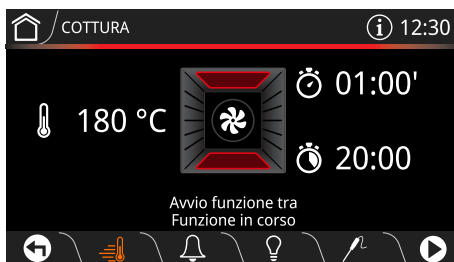 COTTURA
i 12:30
180 °C
01:00'
20:00
Avvio funzione tra
Funzione in corso